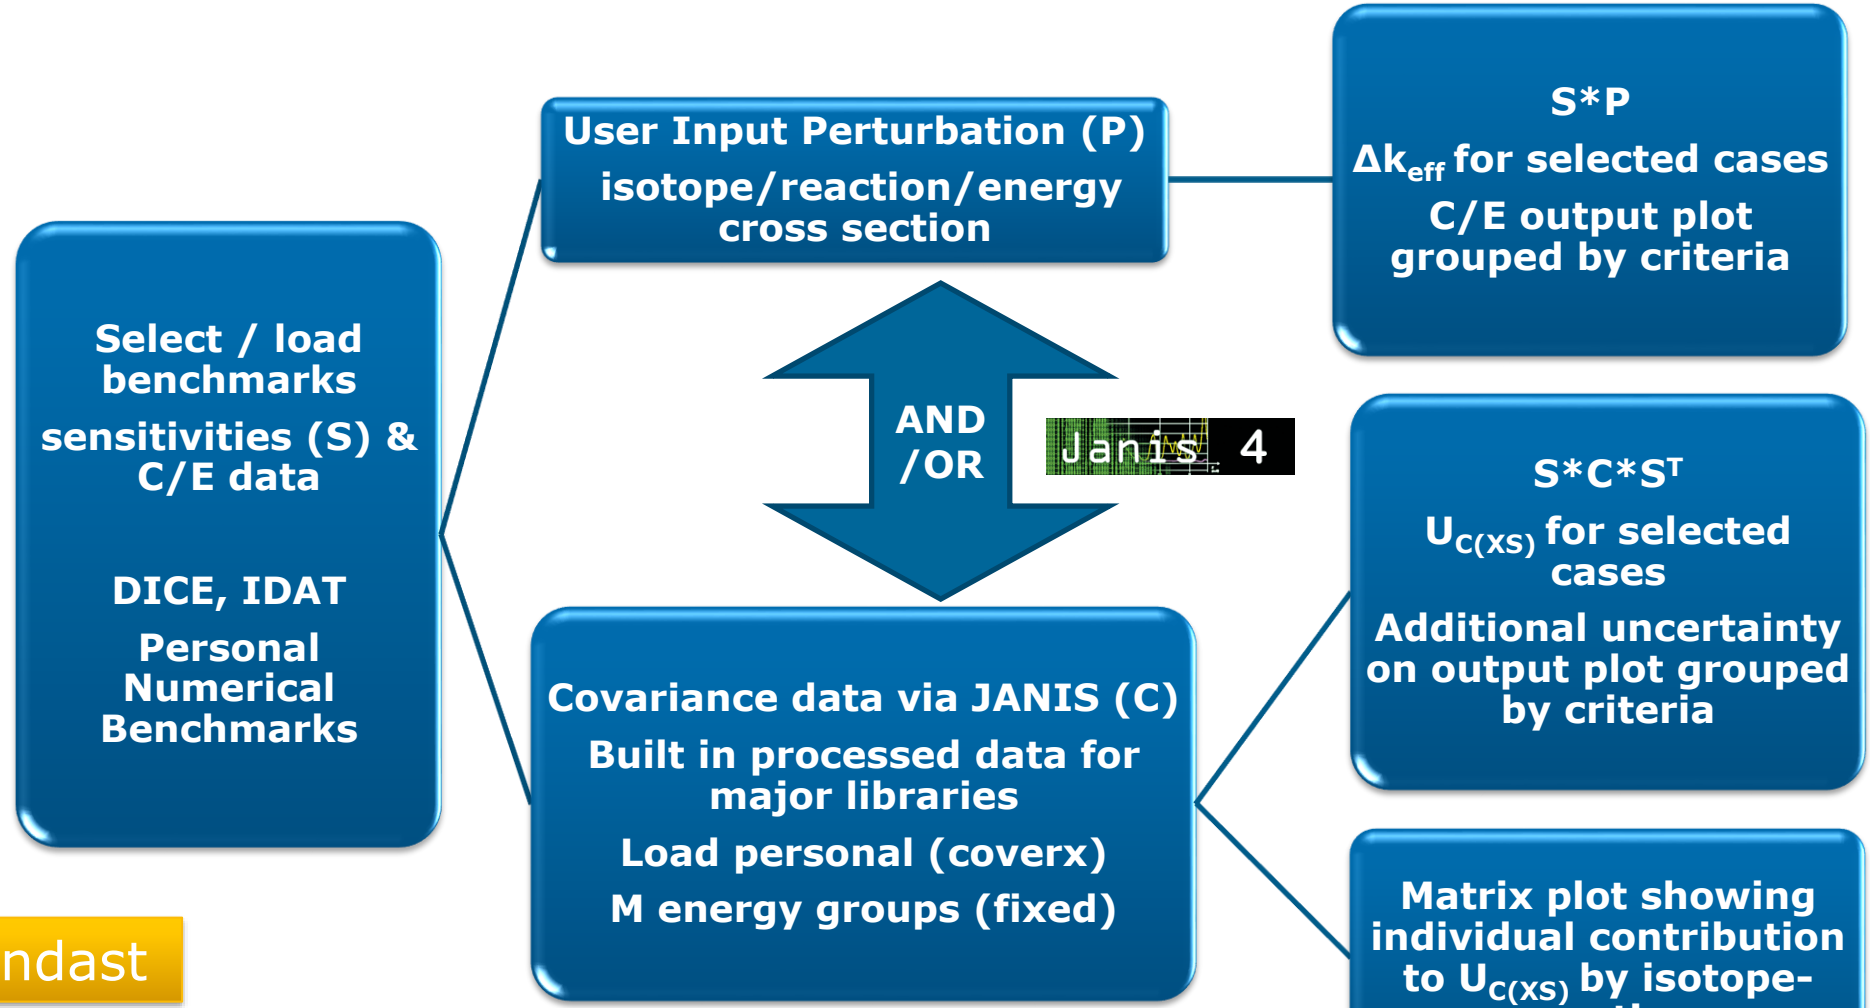 Select / load
benchmarks
sensitivities (S) &
C/E data
DICE, IDAT
Personal
Numerical
Benchmarks
User Input Perturbation (P)
isotope/reaction/energy
cross section
AND
/OR
Janis 4
Covariance data via JANIS (C)
Built in processed data for
major libraries
Load personal (coverx)
M energy groups (fixed)
S*P
Δkeff for selected cases
C/E output plot
grouped by criteria
S*C*Sᵀ
UC(XS) for selected
cases
Additional uncertainty
on output plot grouped
by criteria
Matrix plot showing
individual contribution
to UC(XS) by isotope-
ndast